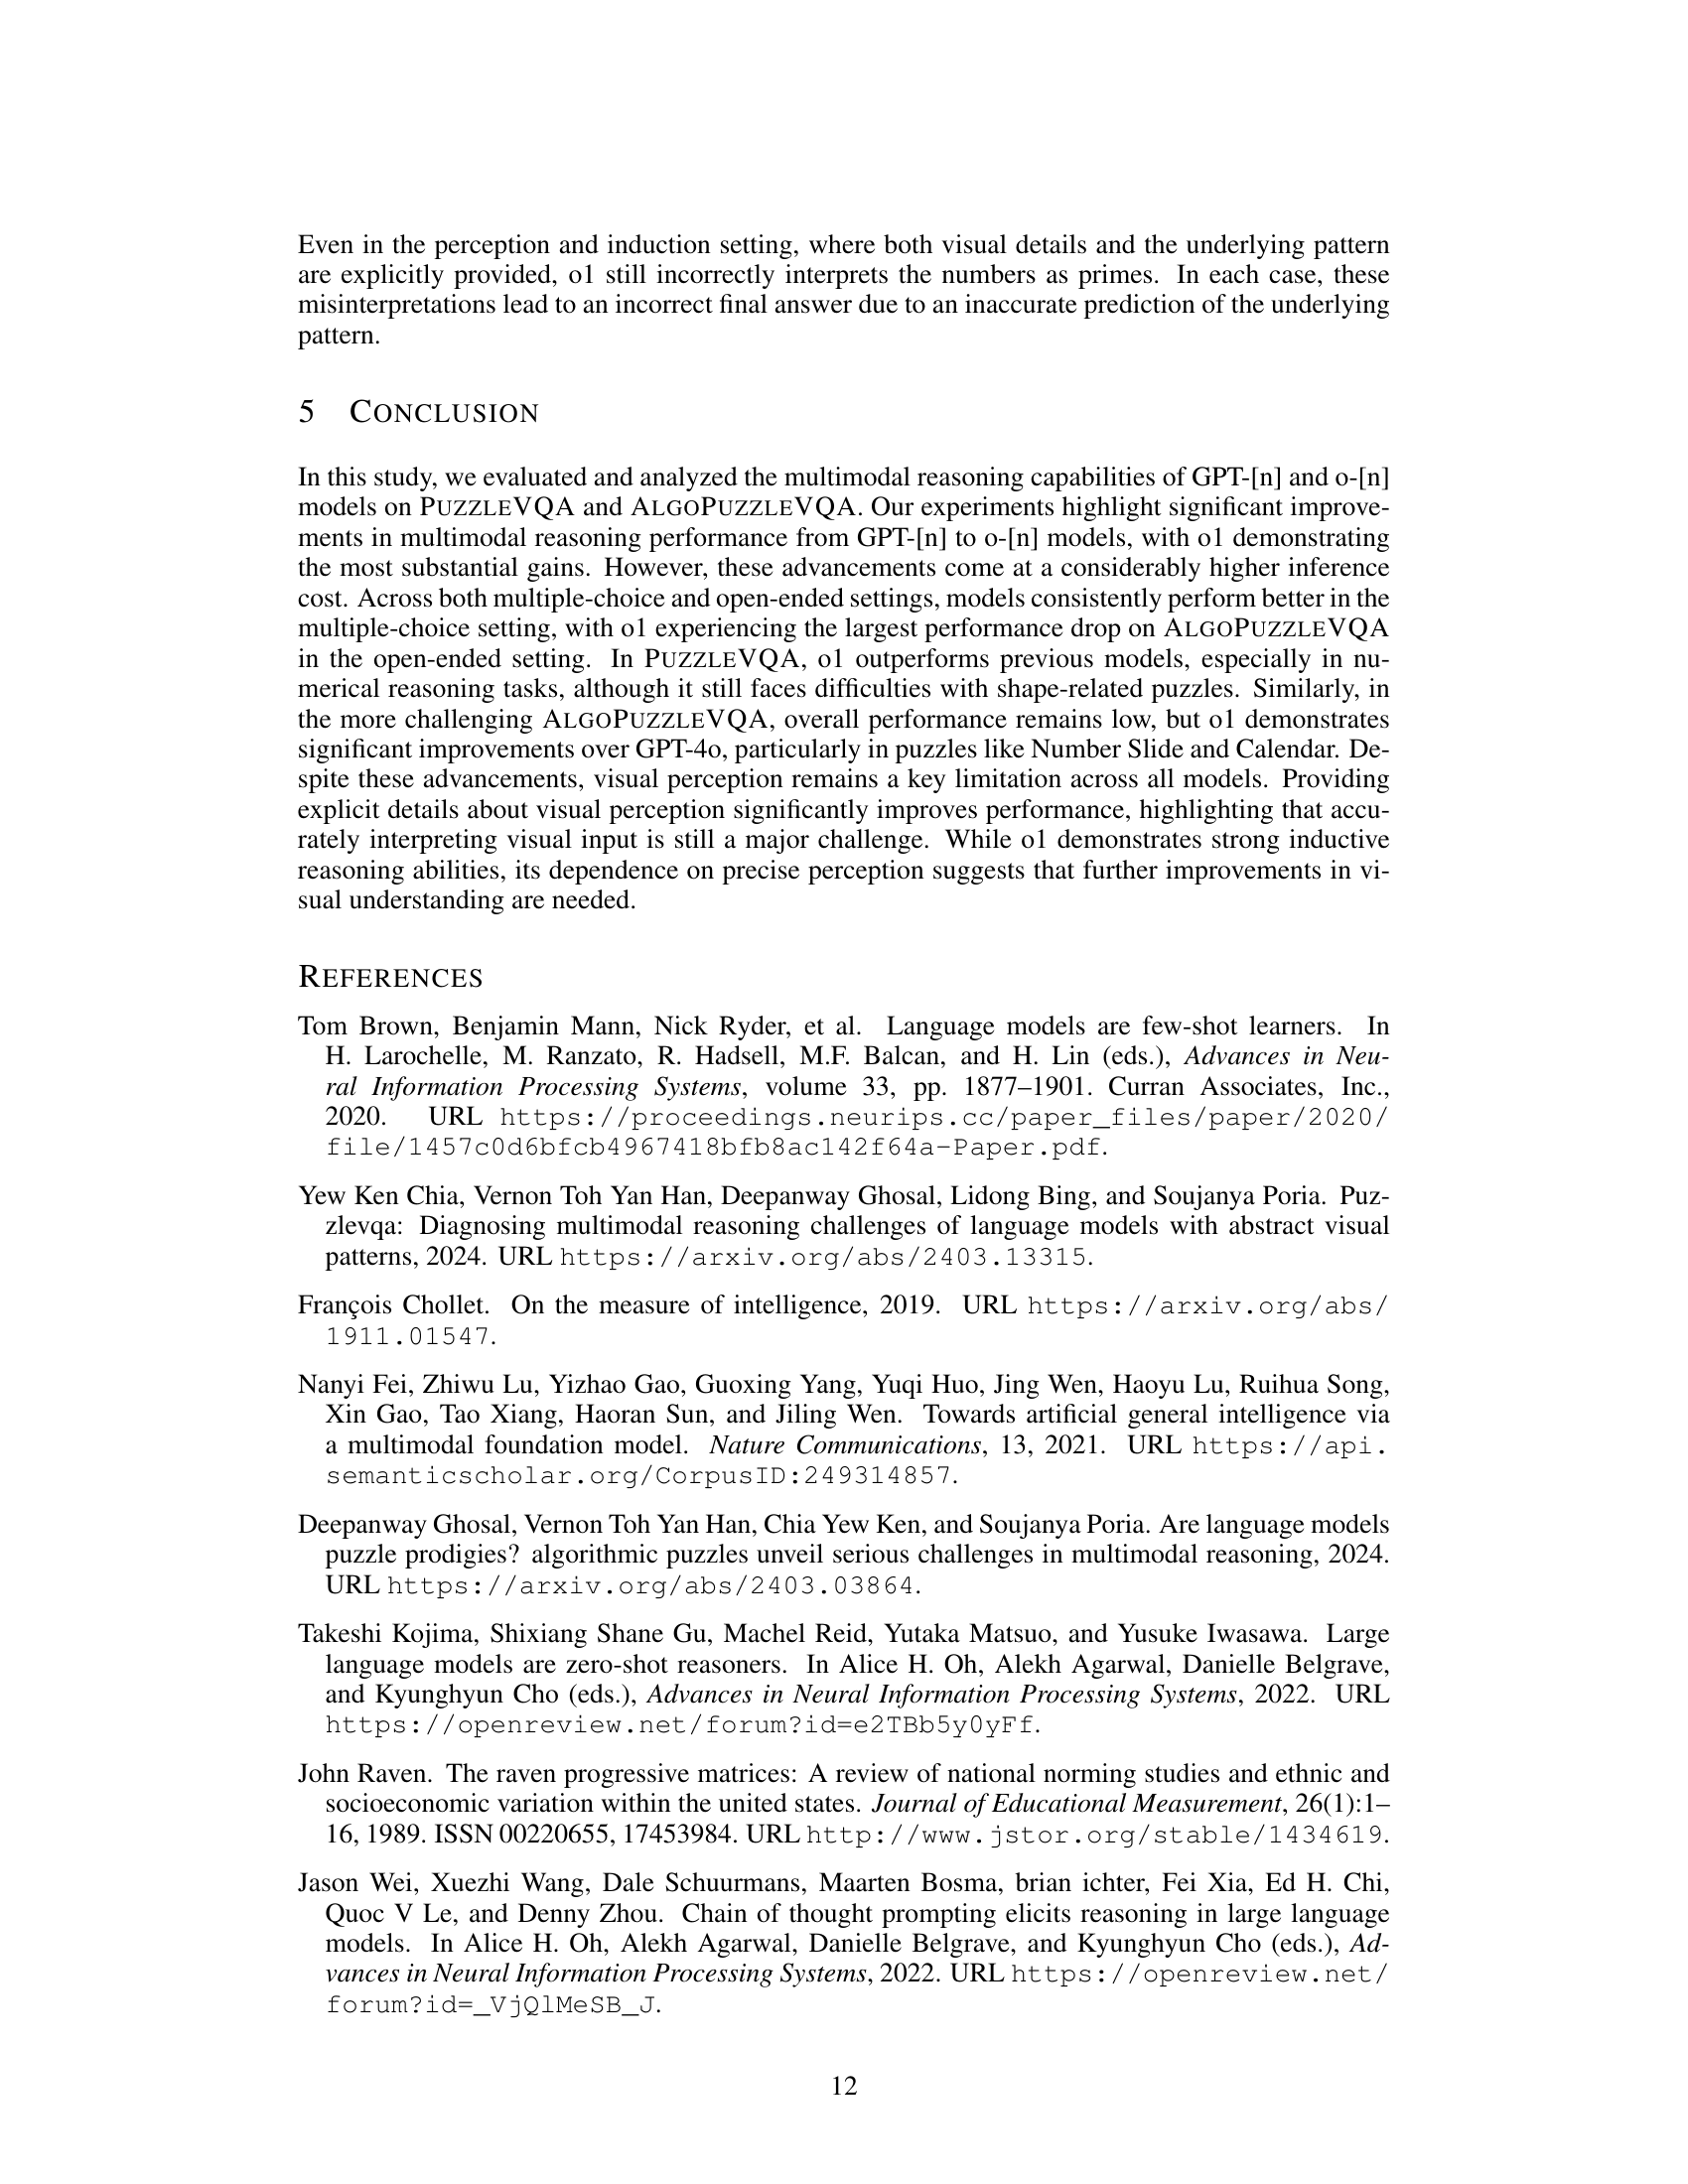 Even in the perception and induction setting, where both visual details and the underlying pattern
are explicitly provided, o1 still incorrectly interprets the numbers as primes. In each case, these
misinterpretations lead to an incorrect final answer due to an inaccurate prediction of the underlying
pattern.
5 CONCLUSION
In this study, we evaluated and analyzed the multimodal reasoning capabilities of GPT-[n] and o-[n]
models on PUZZLEVQA and ALGOPUZZLEVQA. Our experiments highlight significant improve-
ments in multimodal reasoning performance from GPT-[n] to o-[n] models, with o1 demonstrating
the most substantial gains. However, these advancements come at a considerably higher inference
cost. Across both multiple-choice and open-ended settings, models consistently perform better in the
multiple-choice setting, with o1 experiencing the largest performance drop on ALGOPUZZLEVQA
in the open-ended setting. In PUZZLEVQA, o1 outperforms previous models, especially in nu-
merical reasoning tasks, although it still faces difficulties with shape-related puzzles. Similarly, in
the more challenging ALGOPUZZLEVQA, overall performance remains low, but o1 demonstrates
significant improvements over GPT-4o, particularly in puzzles like Number Slide and Calendar. De-
spite these advancements, visual perception remains a key limitation across all models. Providing
explicit details about visual perception significantly improves performance, highlighting that accu-
rately interpreting visual input is still a major challenge. While o1 demonstrates strong inductive
reasoning abilities, its dependence on precise perception suggests that further improvements in vi-
sual understanding are needed.
REFERENCES
Tom Brown, Benjamin Mann, Nick Ryder, et al. Language models are few-shot learners. In
H. Larochelle, M. Ranzato, R. Hadsell, M.F. Balcan, and H. Lin (eds.), Advances in Neu-
ral Information Processing Systems, volume 33, pp. 1877–1901. Curran Associates, Inc.,
2020. URL https://proceedings.neurips.cc/paper_files/paper/2020/
file/1457c0d6bfcb4967418bfb8ac142f64a-Paper.pdf.
Yew Ken Chia, Vernon Toh Yan Han, Deepanway Ghosal, Lidong Bing, and Soujanya Poria. Puz-
zlevqa: Diagnosing multimodal reasoning challenges of language models with abstract visual
patterns, 2024. URL https://arxiv.org/abs/2403.13315.
François Chollet. On the measure of intelligence, 2019. URL https://arxiv.org/abs/
1911.01547.
Nanyi Fei, Zhiwu Lu, Yizhao Gao, Guoxing Yang, Yuqi Huo, Jing Wen, Haoyu Lu, Ruihua Song,
Xin Gao, Tao Xiang, Haoran Sun, and Jiling Wen. Towards artificial general intelligence via
a multimodal foundation model. Nature Communications, 13, 2021. URL https://api.
semanticscholar.org/CorpusID:249314857.
Deepanway Ghosal, Vernon Toh Yan Han, Chia Yew Ken, and Soujanya Poria. Are language models
puzzle prodigies? algorithmic puzzles unveil serious challenges in multimodal reasoning, 2024.
URL https://arxiv.org/abs/2403.03864.
Takeshi Kojima, Shixiang Shane Gu, Machel Reid, Yutaka Matsuo, and Yusuke Iwasawa. Large
language models are zero-shot reasoners. In Alice H. Oh, Alekh Agarwal, Danielle Belgrave,
and Kyunghyun Cho (eds.), Advances in Neural Information Processing Systems, 2022. URL
https://openreview.net/forum?id=e2TBb5y0yFf.
John Raven. The raven progressive matrices: A review of national norming studies and ethnic and
socioeconomic variation within the united states. Journal of Educational Measurement, 26(1):1–
16, 1989. ISSN 00220655, 17453984. URL http://www.jstor.org/stable/1434619.
Jason Wei, Xuezhi Wang, Dale Schuurmans, Maarten Bosma, brian ichter, Fei Xia, Ed H. Chi,
Quoc V Le, and Denny Zhou. Chain of thought prompting elicits reasoning in large language
models. In Alice H. Oh, Alekh Agarwal, Danielle Belgrave, and Kyunghyun Cho (eds.), Ad-
vances in Neural Information Processing Systems, 2022. URL https://openreview.net/
forum?id=_VjQlMeSB_J.
12